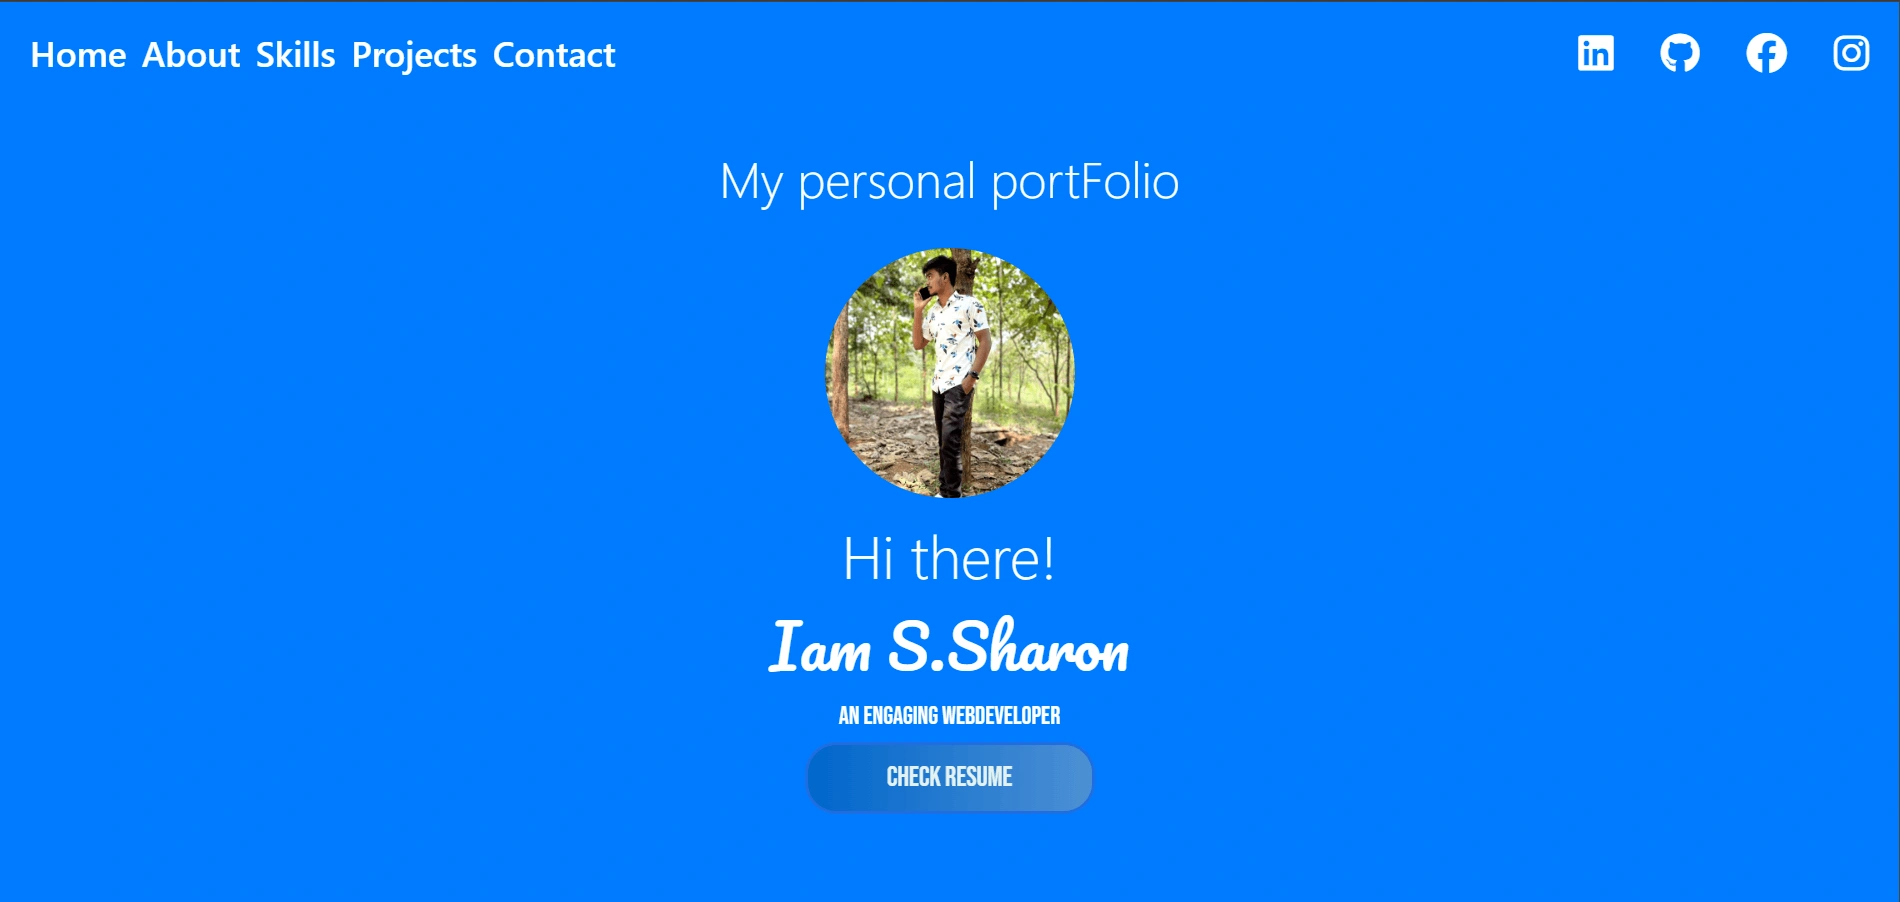 Home About Skills Projects Contact
My personal portFolio
Hi there!
Iam S.Sharon
AN ENGAGING WEBDEVELOPER
CHECK RESUME